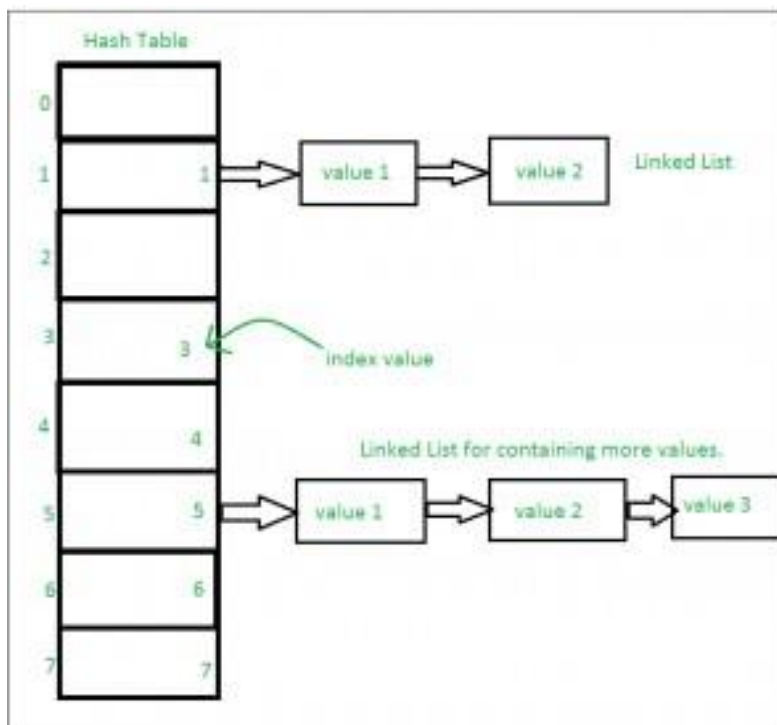 Hash Table
0
1 1 value 1 value 2 Linked List
2
3 3
index value
4 4
Linked List for containing more values.
5 5 value 1 value 2 value 3
6 6
7 7